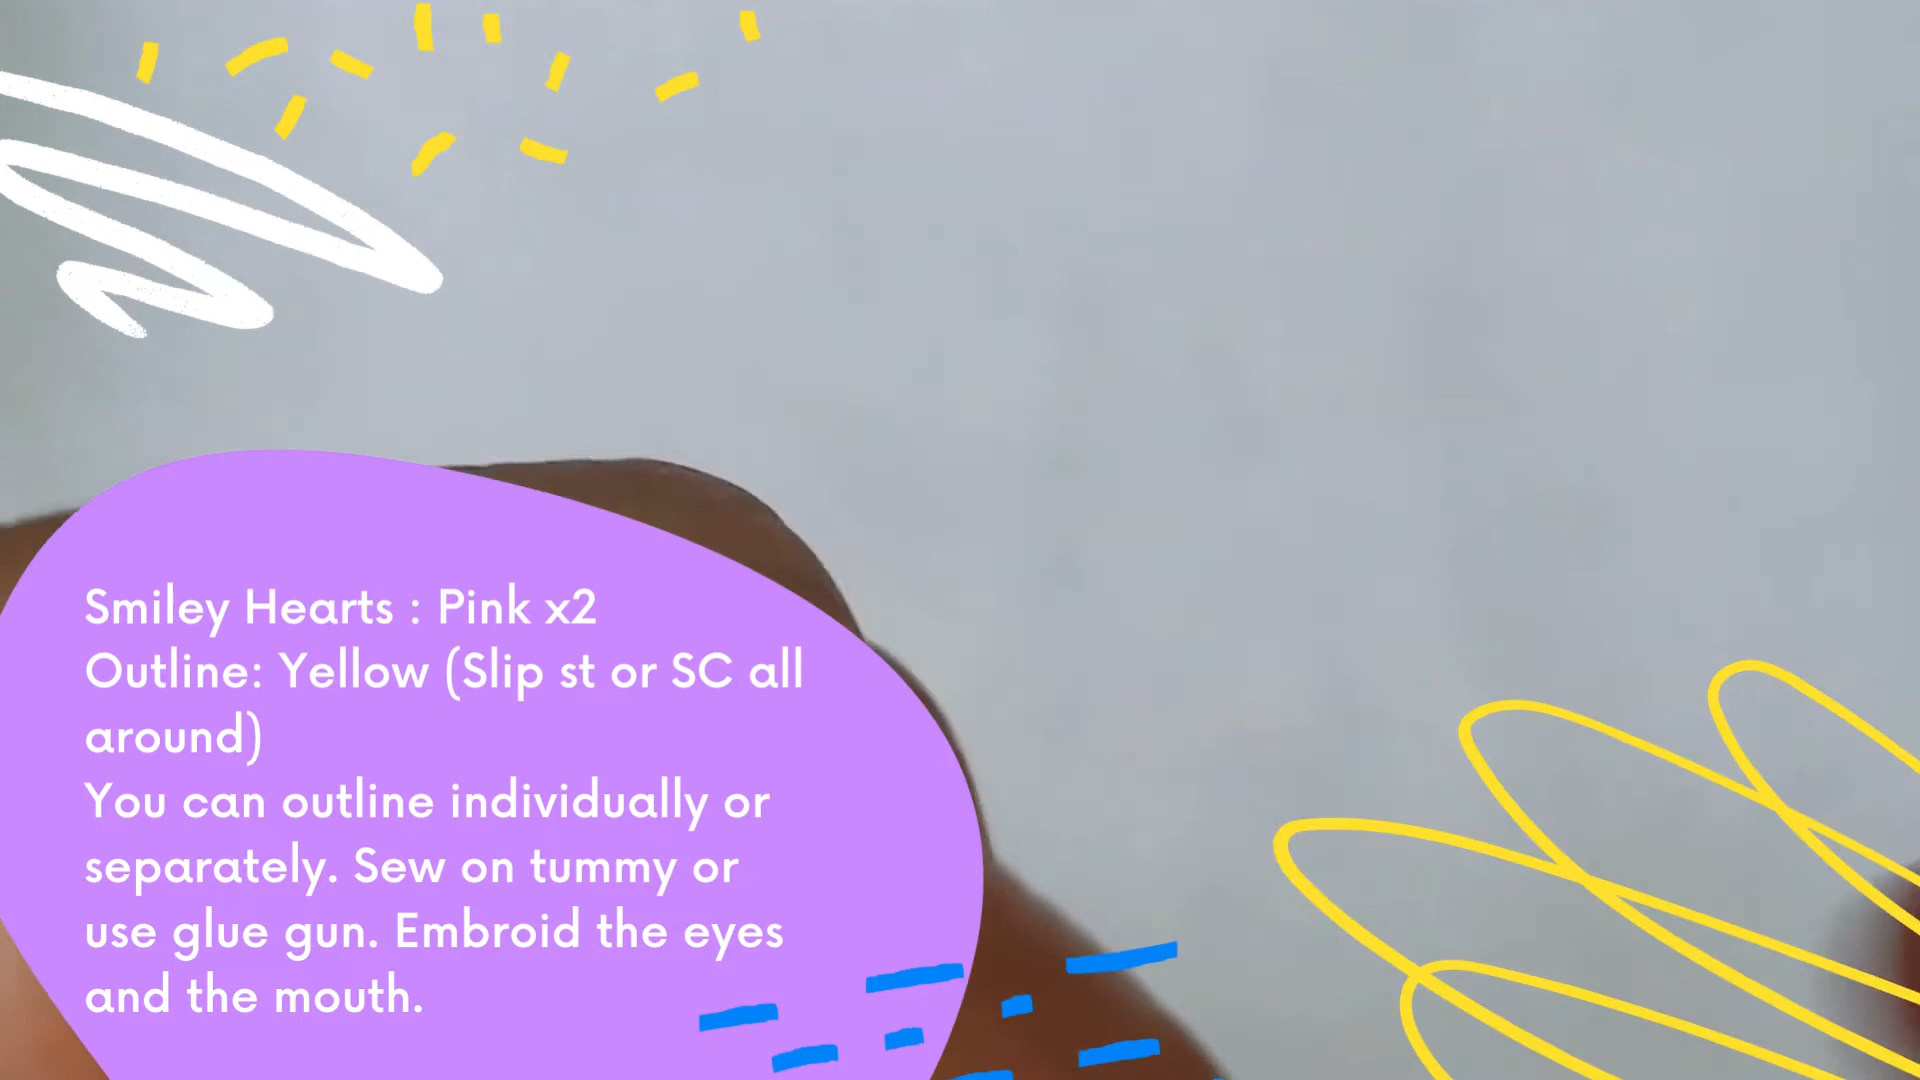 Smiley Hearts : Pink x2
Outline: Yellow (Slip st or SC all
around)
You can outline individually or
separately. Sew on tummy or
use glue gun. Embroid the eyes
and the mouth.